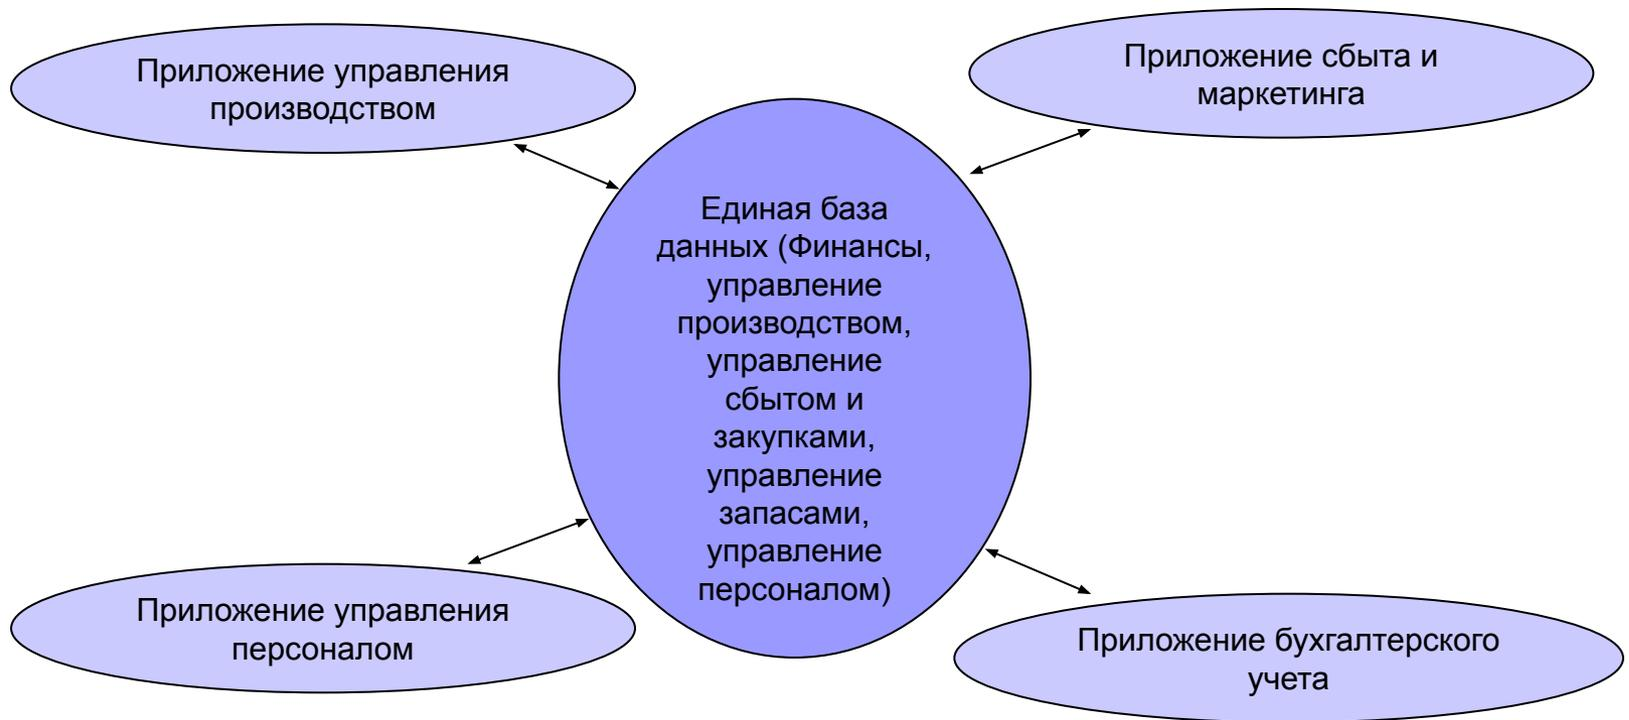 Приложение управления
производством
Приложение сбыта и
маркетинга
Единая база
данных (Финансы,
управление
производством,
управление
сбытом и
закупками,
управление
запасами,
управление
персоналом)
Приложение управления
персоналом
Приложение бухгалтерского
учета